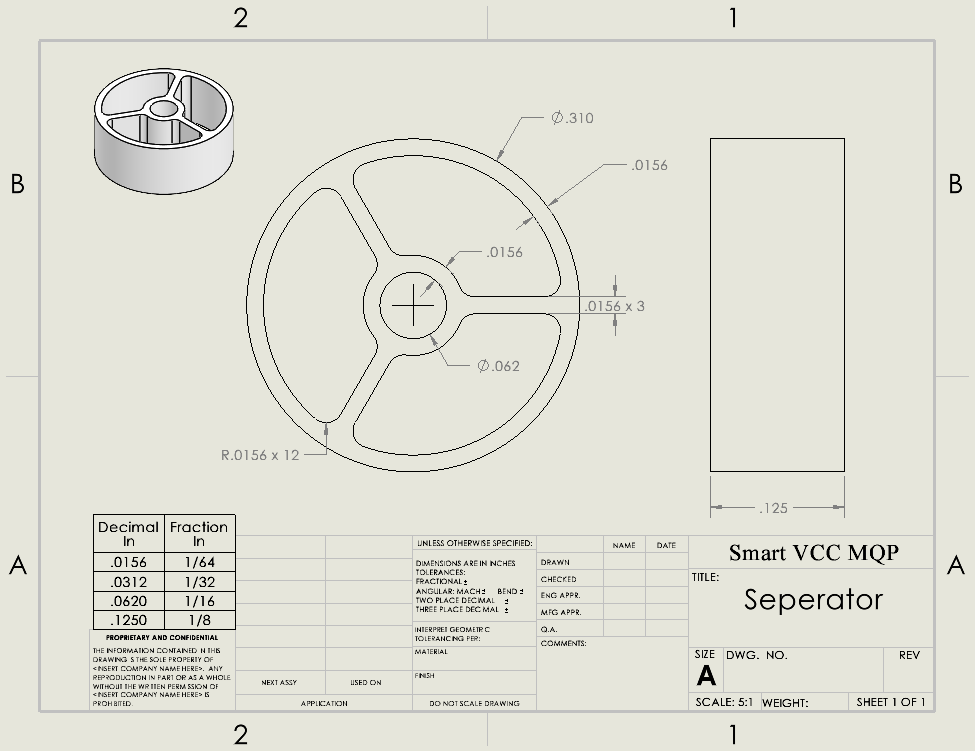 2 1
B B
A A
Ø.310
.0156
.0156
.0156 x 3
Ø.062
R.0156 x 12
.125
Decimal In Fraction In
.0156 1/64
.0312 1/32
.0620 1/16
.1250 1/8
PROPRIETARY AND CONFIDENTIAL
THE INFORMATION CONTAINED IN THIS
DRAWING IS THE SOLE PROPERTY OF
<INSERT COMPANY NAME HERE>. ANY
REPRODUCTION IN PART OR AS A WHOLE
WITHOUT THE WRITTEN PERMISSION OF
<INSERT COMPANY NAME HERE> IS
PROHIBITED.
NEXT ASSY USED ON
APPLICATION
UNLESS OTHERWISE SPECIFIED:
DIMENSIONS ARE IN INCHES
TOLERANCES:
FRACTIONAL±
ANGULAR: MACH± BEND ±
TWO PLACE DECIMAL ±
THREE PLACE DECIMAL ±
INTERPRET GEOMETRIC
TOLERANCING PER:
MATERIAL
FINISH
DO NOT SCALE DRAWING
NAME DATE
DRAWN
CHECKED
ENG APPR.
MFG APPR.
Q.A.
COMMENTS:
Smart VCC MQP
TITLE:
Seperator
SIZE DWG. NO. REV
A
SCALE: 5:1 WEIGHT: SHEET 1 OF 1
2 1